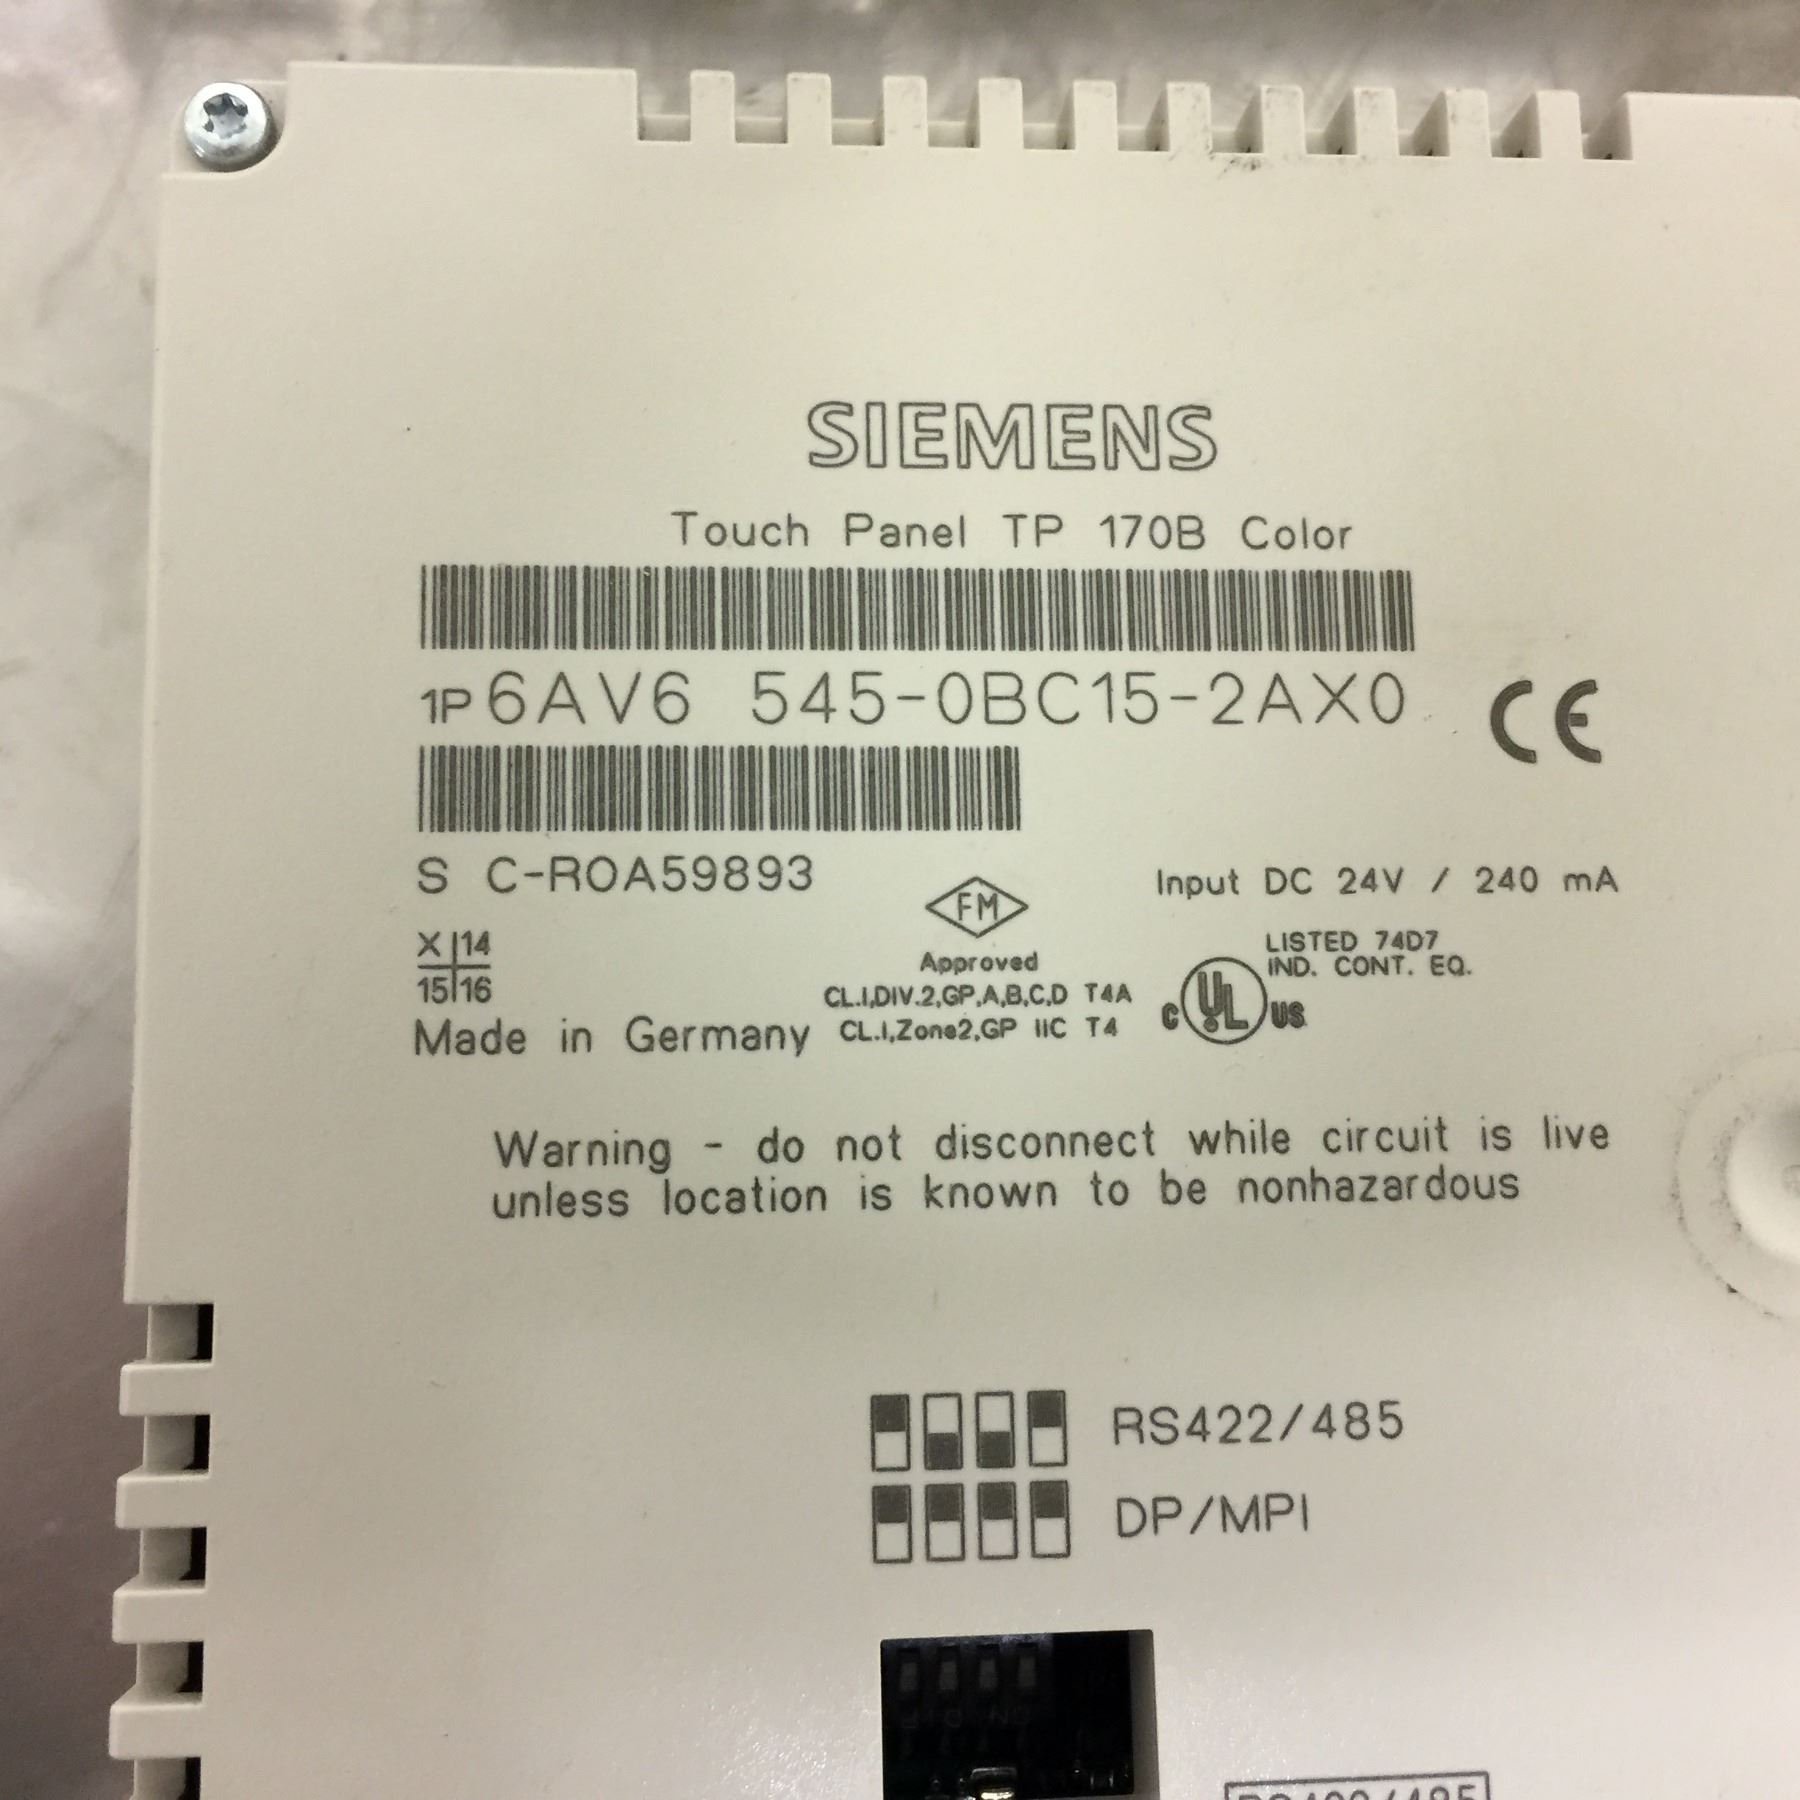 SIEMENS
Touch Panel TP 170B Color
1P 6AV6 545-0BC15-2AX0
CE
S C-ROA59893
Input DC 24V / 240 mA
FM
X 14
15 16
Approved
CL.I,DIV.2,GP,A,B,C,D T4A
CL.I,Zone2,GP IIC T4
LISTED 74D7
IND. CONT. EQ.
C UL US
Made in Germany
Warning - do not disconnect while circuit is live
unless location is known to be nonhazardous
RS422/485
DP/MPI
RS422/485